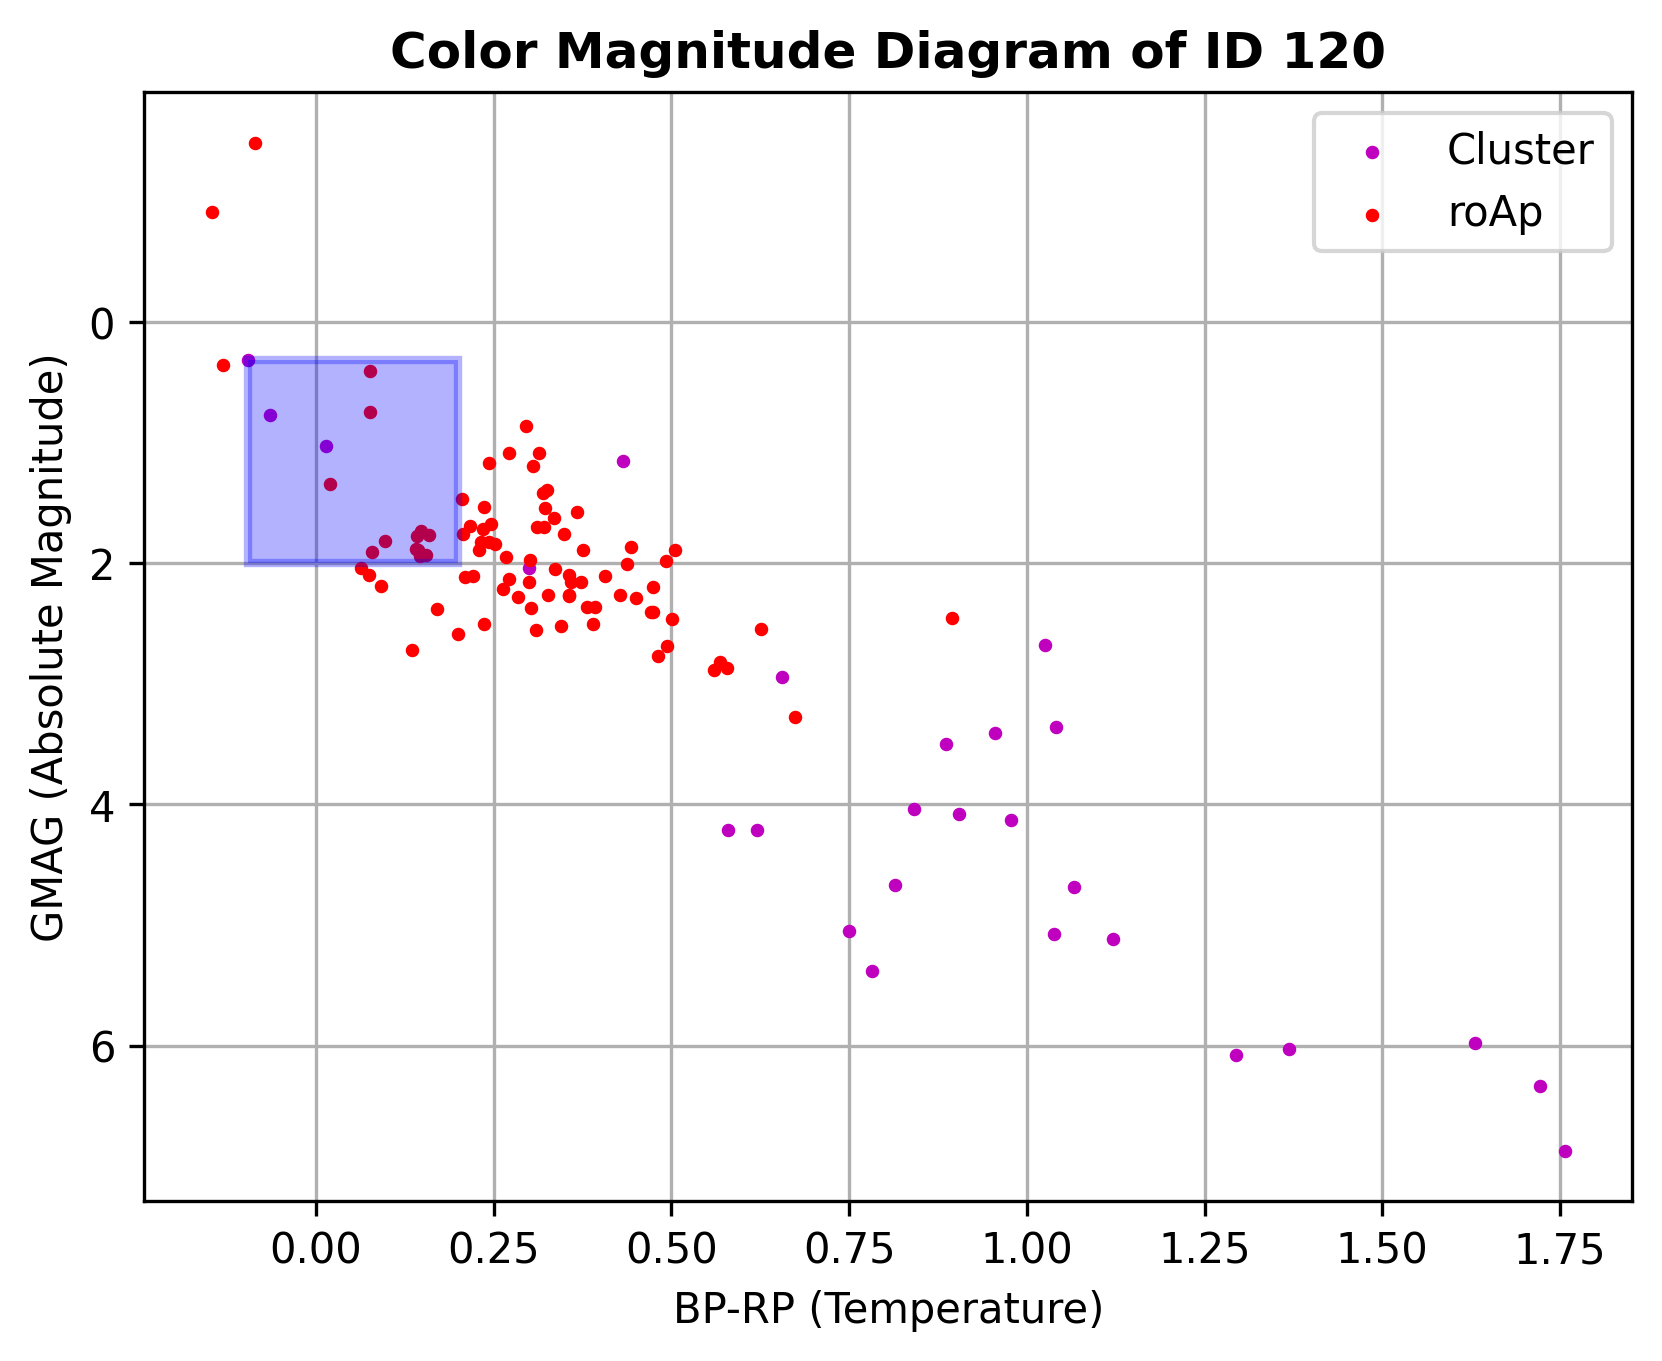 Color Magnitude Diagram of ID 120
Cluster
roAp
GMAG (Absolute Magnitude)
0
2
4
6
0.00 0.25 0.50 0.75 1.00 1.25 1.50 1.75
BP-RP (Temperature)